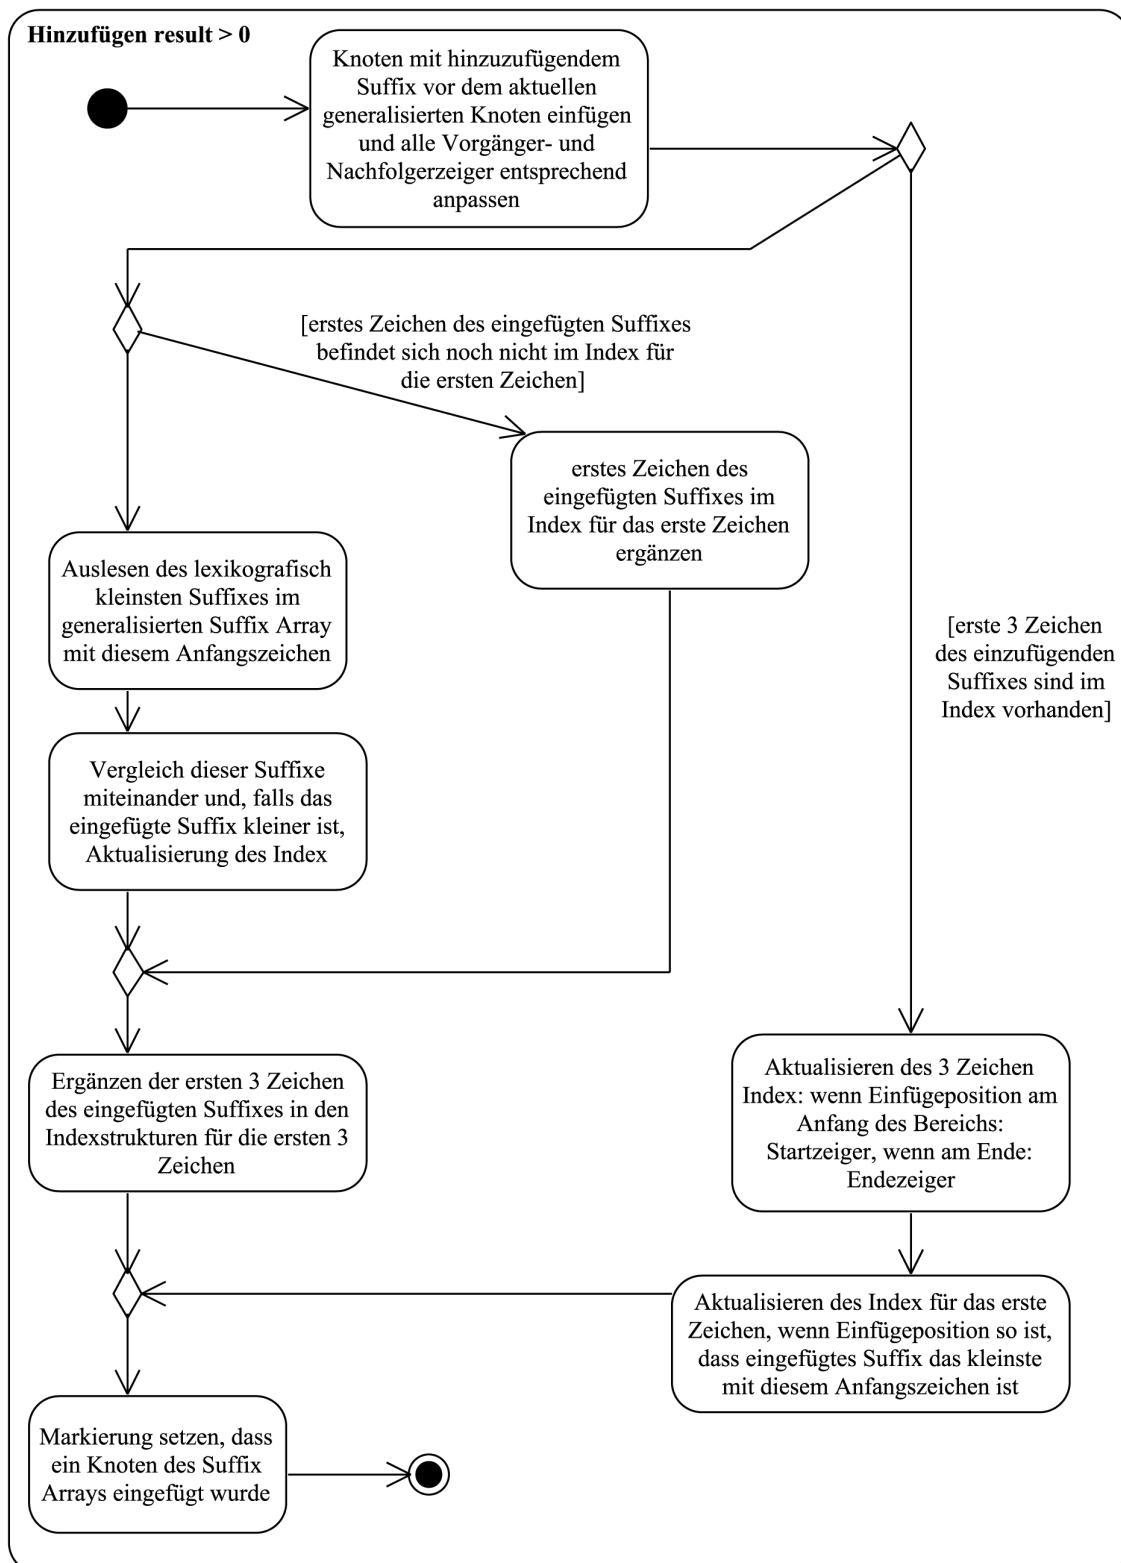 Hinzufügen result > 0
Knoten mit hinzuzufügendem
Suffix vor dem aktuellen
generalisierten Knoten einfügen
und alle Vorgänger- und
Nachfolgerzeiger entsprechend
anpassen
[erstes Zeichen des eingefügten Suffixes
befindet sich noch nicht im Index für
die ersten Zeichen]
erstes Zeichen des
eingefügten Suffixes im
Index für das erste Zeichen
ergänzen
Auslesen des lexikografisch
kleinsten Suffixes im
generalisierten Suffix Array
mit diesem Anfangszeichen
[erste 3 Zeichen
des einzufügenden
Suffixes sind im
Index vorhanden]
Vergleich dieser Suffixe
miteinander und, falls das
eingefügte Suffix kleiner ist,
Aktualisierung des Index
Ergänzen der ersten 3 Zeichen
des eingefügten Suffixes in den
Indexstrukturen für die ersten 3
Zeichen
Aktualisieren des 3 Zeichen
Index: wenn Einfügeposition am
Anfang des Bereichs:
Startzeiger, wenn am Ende:
Endezeiger
Aktualisieren des Index für das erste
Zeichen, wenn Einfügeposition so ist,
dass eingefügtes Suffix das kleinste
mit diesem Anfangszeichen ist
Markierung setzen, dass
ein Knoten des Suffix
Arrays eingefügt wurde